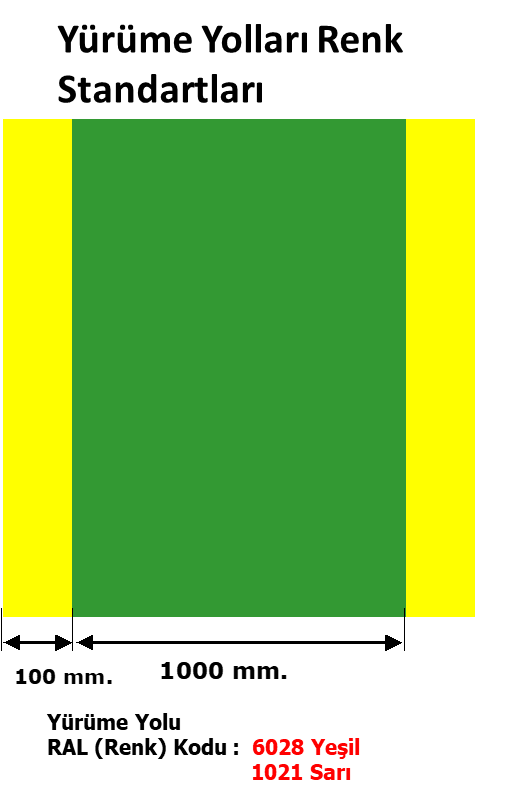 Yürüme Yolları Renk
Standartları
100 mm.
1000 mm.
Yürüme Yolu
RAL (Renk) Kodu : 6028 Yeşil
1021 Sarı